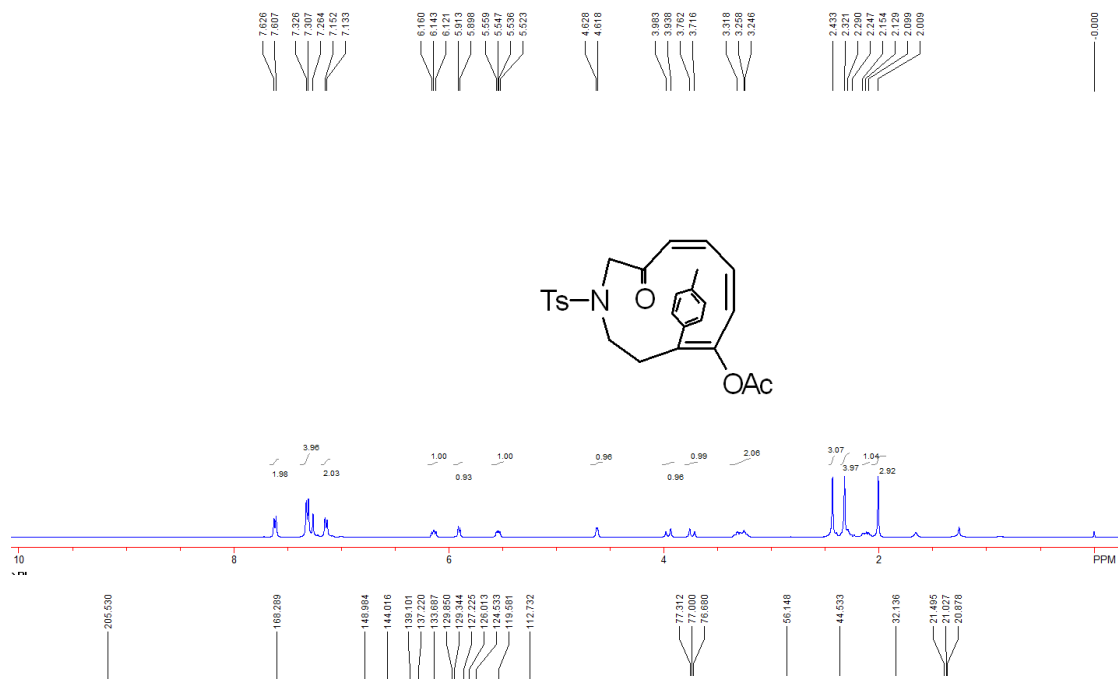 7.626 7.607 7.326 7.307 7.264 7.152 7.133 6.160 6.143 6.121 5.913 5.898 5.559 5.547 5.536 5.523 4.628 4.618 3.983 3.938 3.762 3.716 3.318 3.258 3.246 2.433 2.321 2.290 2.247 2.154 2.129 2.099 2.009 -0.000
O
Ts N
OAc
1.98 3.96 2.03 1.00 0.93 1.00 0.96 0.96 0.99 2.06 3.07 3.97 1.04 2.92
10 8 6 4 2 PPM
205.530 168.289 148.984 144.016 139.101 137.220 133.687 129.850 129.344 127.225 126.013 124.533 119.581 112.732 77.312 77.000 76.680 56.148 44.533 32.136 21.495 21.027 20.878